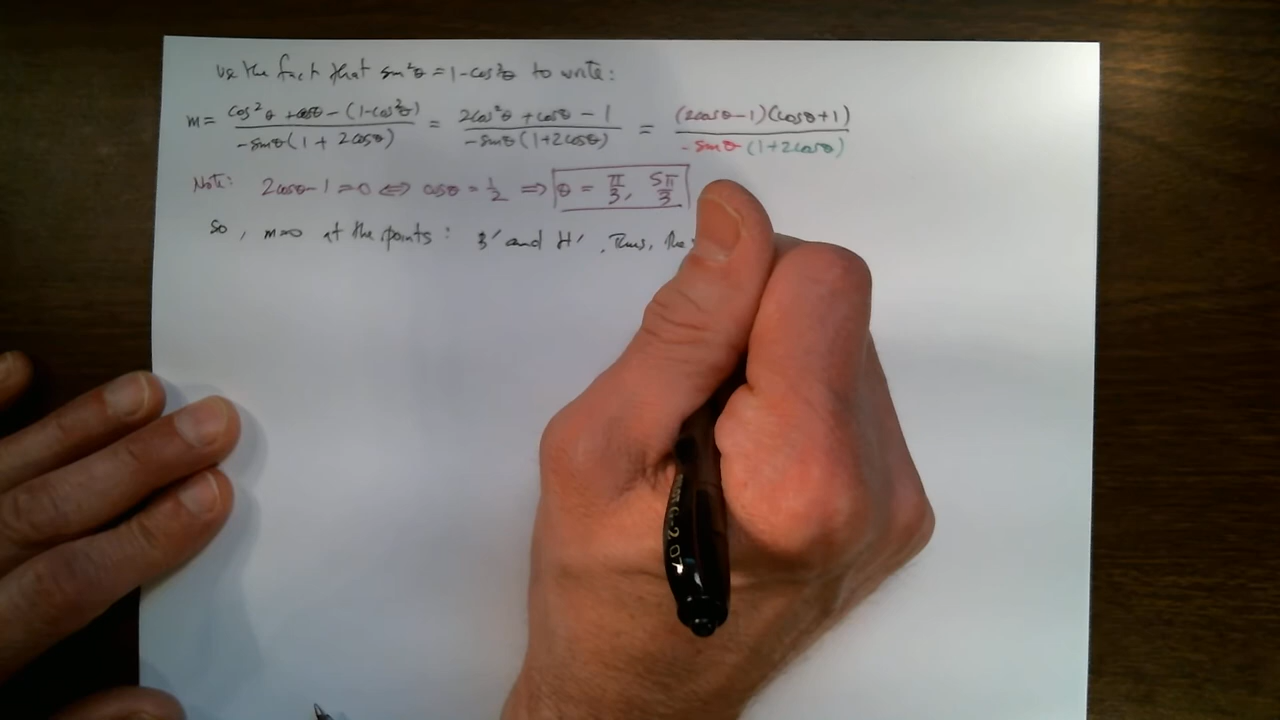 use the fact that sin²θ = 1-cos²θ to write:
m = (cos²θ + cosθ - (1-cos²θ)) / (-sinθ(1 + 2cosθ)) = (2cos²θ + cosθ - 1) / (-sinθ(1+2cosθ)) = ((2cosθ-1)(cosθ+1)) / (-sinθ (1+2cosθ))
Note: 2cosθ-1=0 ⇔ cosθ = 1/2 ⇒ θ = π/3, 5π/3
so, m=0 at the points: and H'. Thus, the
G-2 07